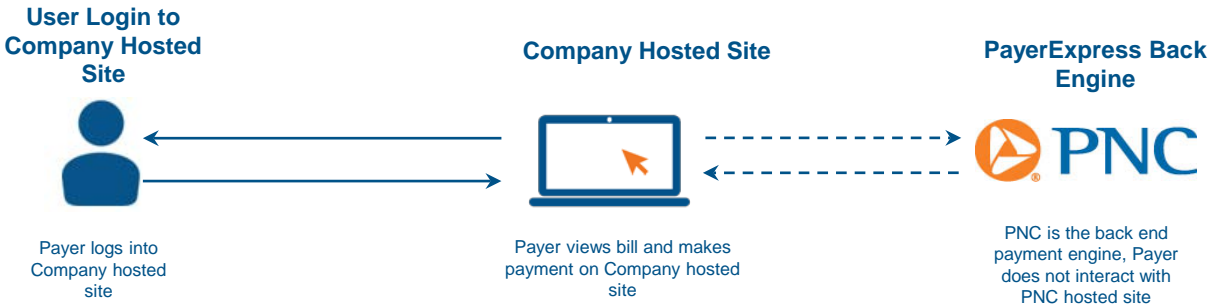 User Login to
Company Hosted
Site
Company Hosted Site
PayerExpress Back
Engine
PNC
®
Payer logs into
Company hosted
site
Payer views bill and makes
payment on Company hosted
site
PNC is the back end
payment engine, Payer
does not interact with
PNC hosted site